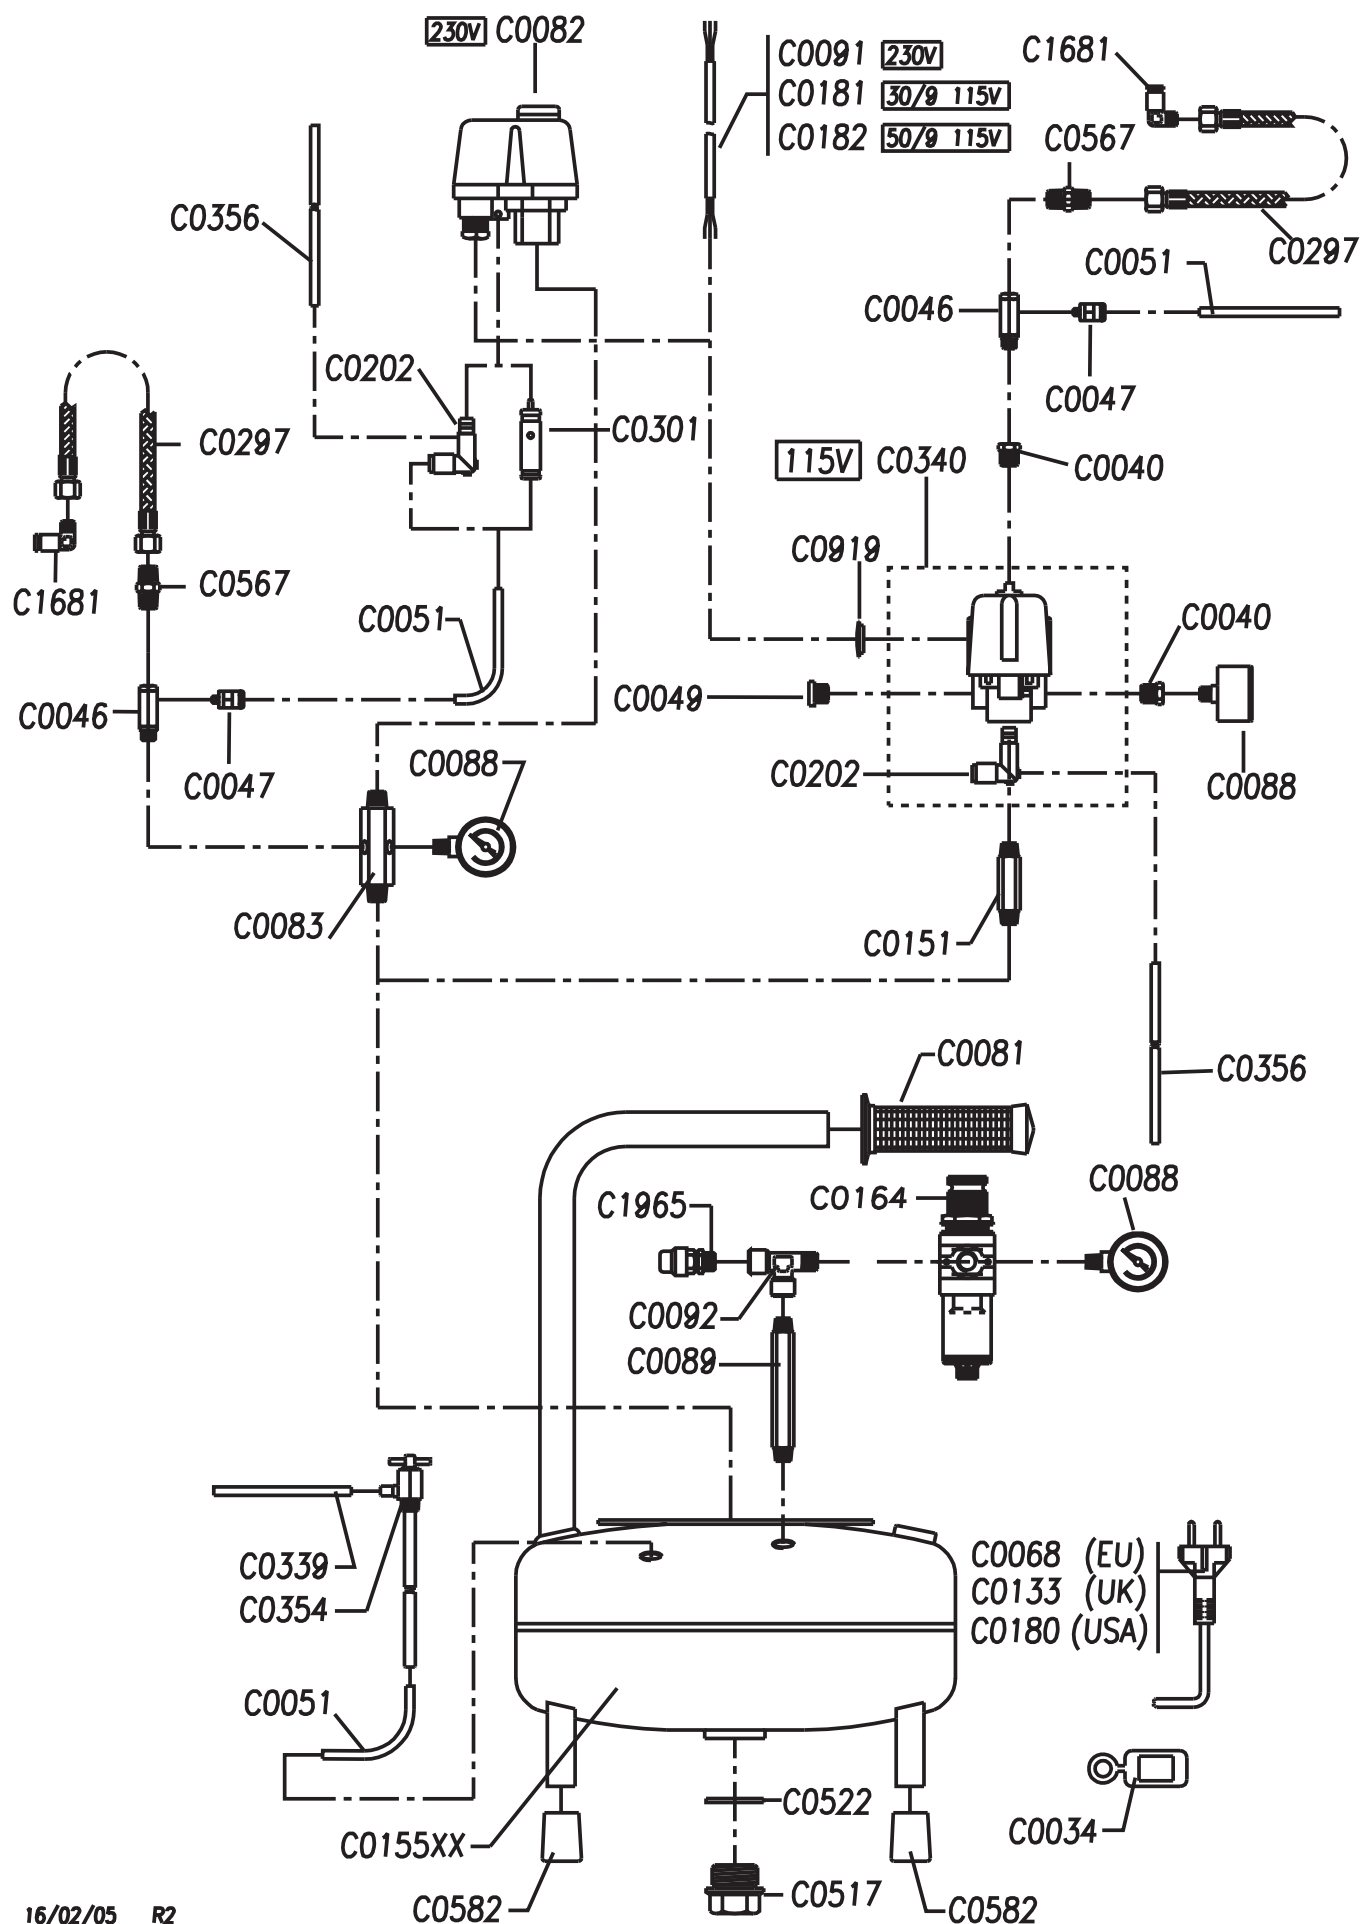 230V C0082
C0091 230V
C0181 30/9 115V
C0182 50/9 115V
C1681
C0567
C0356
C0297
C0051
C0046
C0202
C0047
C0301
C0297
115V C0340
C0040
C0919
C0567
C1681
C0051
C0040
C0049
C0046
C0088
C0202
C0047
C0088
C0083
C0151
C0081
C0356
C0088
C1965
C0164
C0092
C0089
C0068 (EU)
C0339
C0133 (UK)
C0354
C0180 (USA)
C0051
C0522
C0034
C0155XX
C0517
C0582
C0582
16/02/05 R2